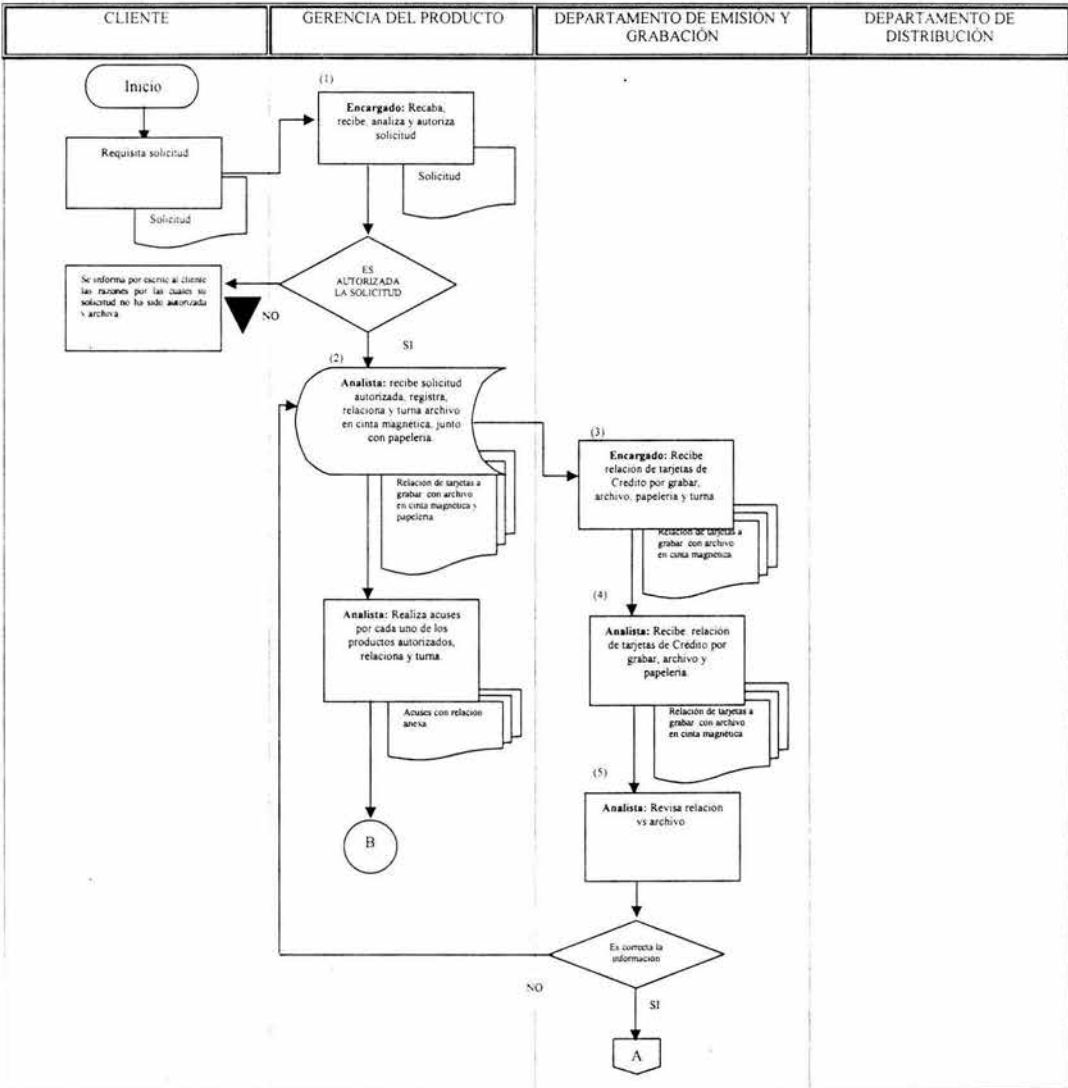 CLIENTE
GERENCIA DEL PRODUCTO
DEPARTAMENTO DE EMISIÓN Y
GRABACIÓN
DEPARTAMENTO DE
DISTRIBUCIÓN
Inicio
Requisita solicitud
Solicitud
(1)
Encargado: Recaba,
recibe, analiza y autoriza
solicitud
Solicitud
ES
AUTORIZADA
LA SOLICITUD
Se informa por escrito al cliente
las razones por las cuales su
solicitud no ha sido autorizada
y archiva.
NO
SI
(2)
Analista: recibe solicitud
autorizada, registra,
relaciona y turna archivo
en cinta magnética, junto
con papeleria.
Relación de tarjetas a
grabar con archivo
en cinta magnética y
papeleria
(3)
Encargado: Recibe
relación de tarjetas de
Credito por grabar,
archivo, papeleria y turna
Relación de tarjetas a
grabar con archivo
en cinta magnética
Analista: Realiza acuses
por cada uno de los
productos autorizados,
relaciona y turna.
Acuses con relación
anexa
B
(4)
Analista: Recibe relación
de tarjetas de Crédito por
grabar, archivo y
papeleria.
Relación de tarjetas a
grabar con archivo
en cinta magnética
(5)
Analista: Revisa relación
vs archivo
Es correcta la
información
NO
SI
A